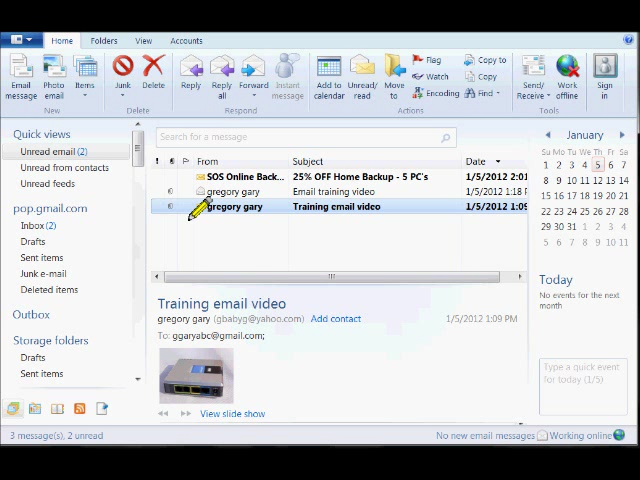 Home Folders View Accounts
Email message
Photo email
Items
New
Junk
Delete
Delete
Reply
Reply all
Forward
Instant message
Respond
Add to calendar
Unread/ read
Move to
Flag
Watch
Encoding
Copy to
Copy
Find
Actions
Send/ Receive
Work offline
Tools
Sign in
Quick views
Unread email (2)
Unread from contacts
Unread feeds
pop.gmail.com
Inbox (2)
Drafts
Sent items
Junk e-mail
Deleted items
Outbox
Storage folders
Drafts
Sent items
Search for a message
! From Subject Date
SOS Online Back... 25% OFF Home Backup - 5 PC's 1/5/2012 2:01
gregory gary Email training video 1/5/2012 1:18 P
gregory gary Training email video 1/5/2012 1:09
Training email video
gregory gary (gbabyg@yahoo.com) Add contact 1/5/2012 1:09 PM
To: ggaryabc@gmail.com;
View slide show
January
Su Mo Tu We Th Fr Sa
1 2 3 4 5 6 7
8 9 10 11 12 13 14
15 16 17 18 19 20 21
22 23 24 25 26 27 28
29 30 31 1 2 3 4
5 6 7 8 9 10 11
Today
No events for the next month
Type a quick event for today (1/5)
3 message(s), 2 unread
No new email messages
Working online